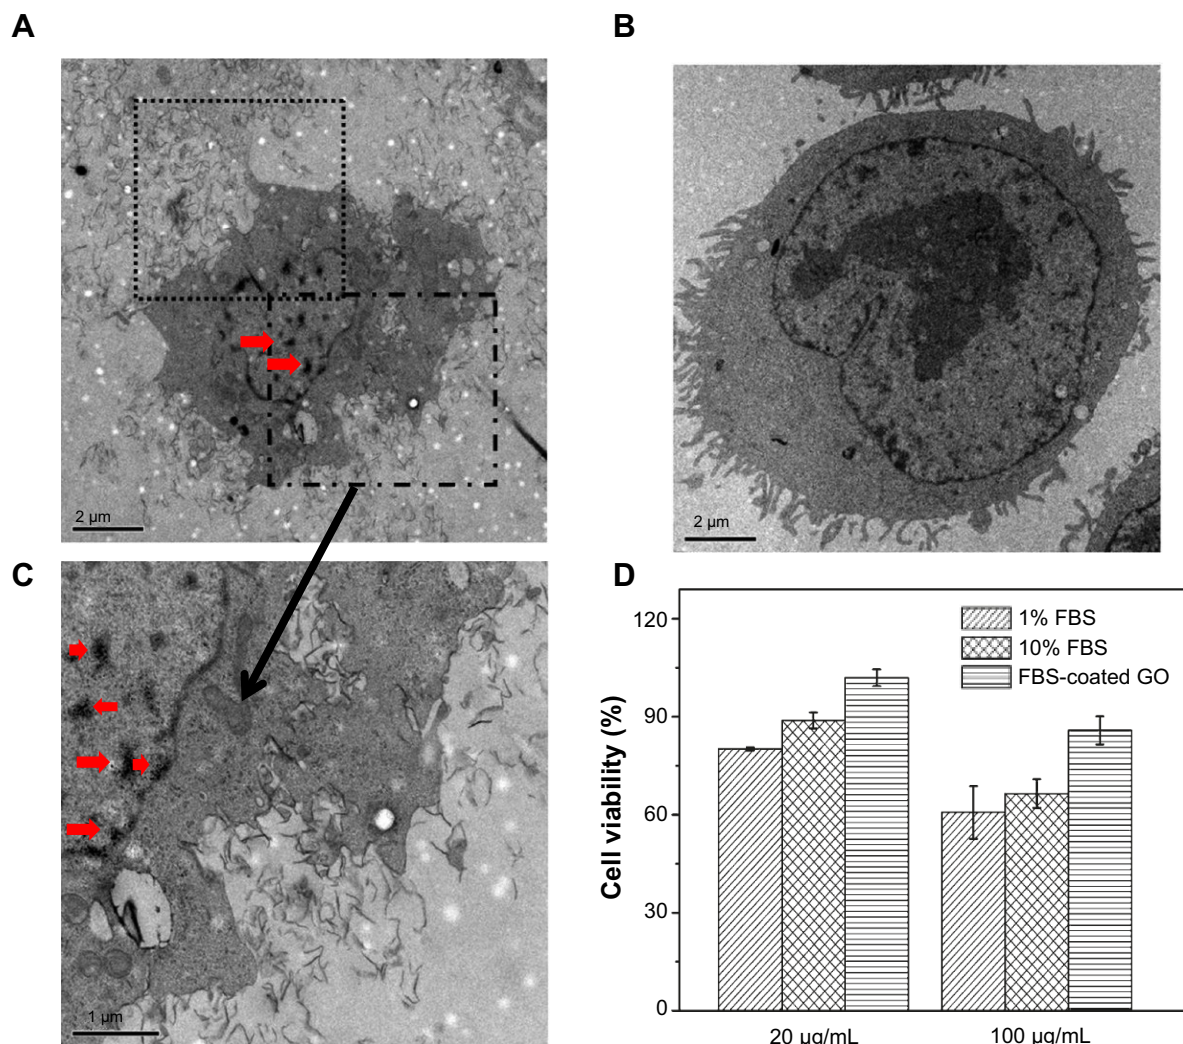 A
B
2 µm
2 µm
C
D
1 µm
Cell viability (%)
120
90
60
30
0
1% FBS
10% FBS
FBS-coated GO
20 µg/mL
100 µg/mL